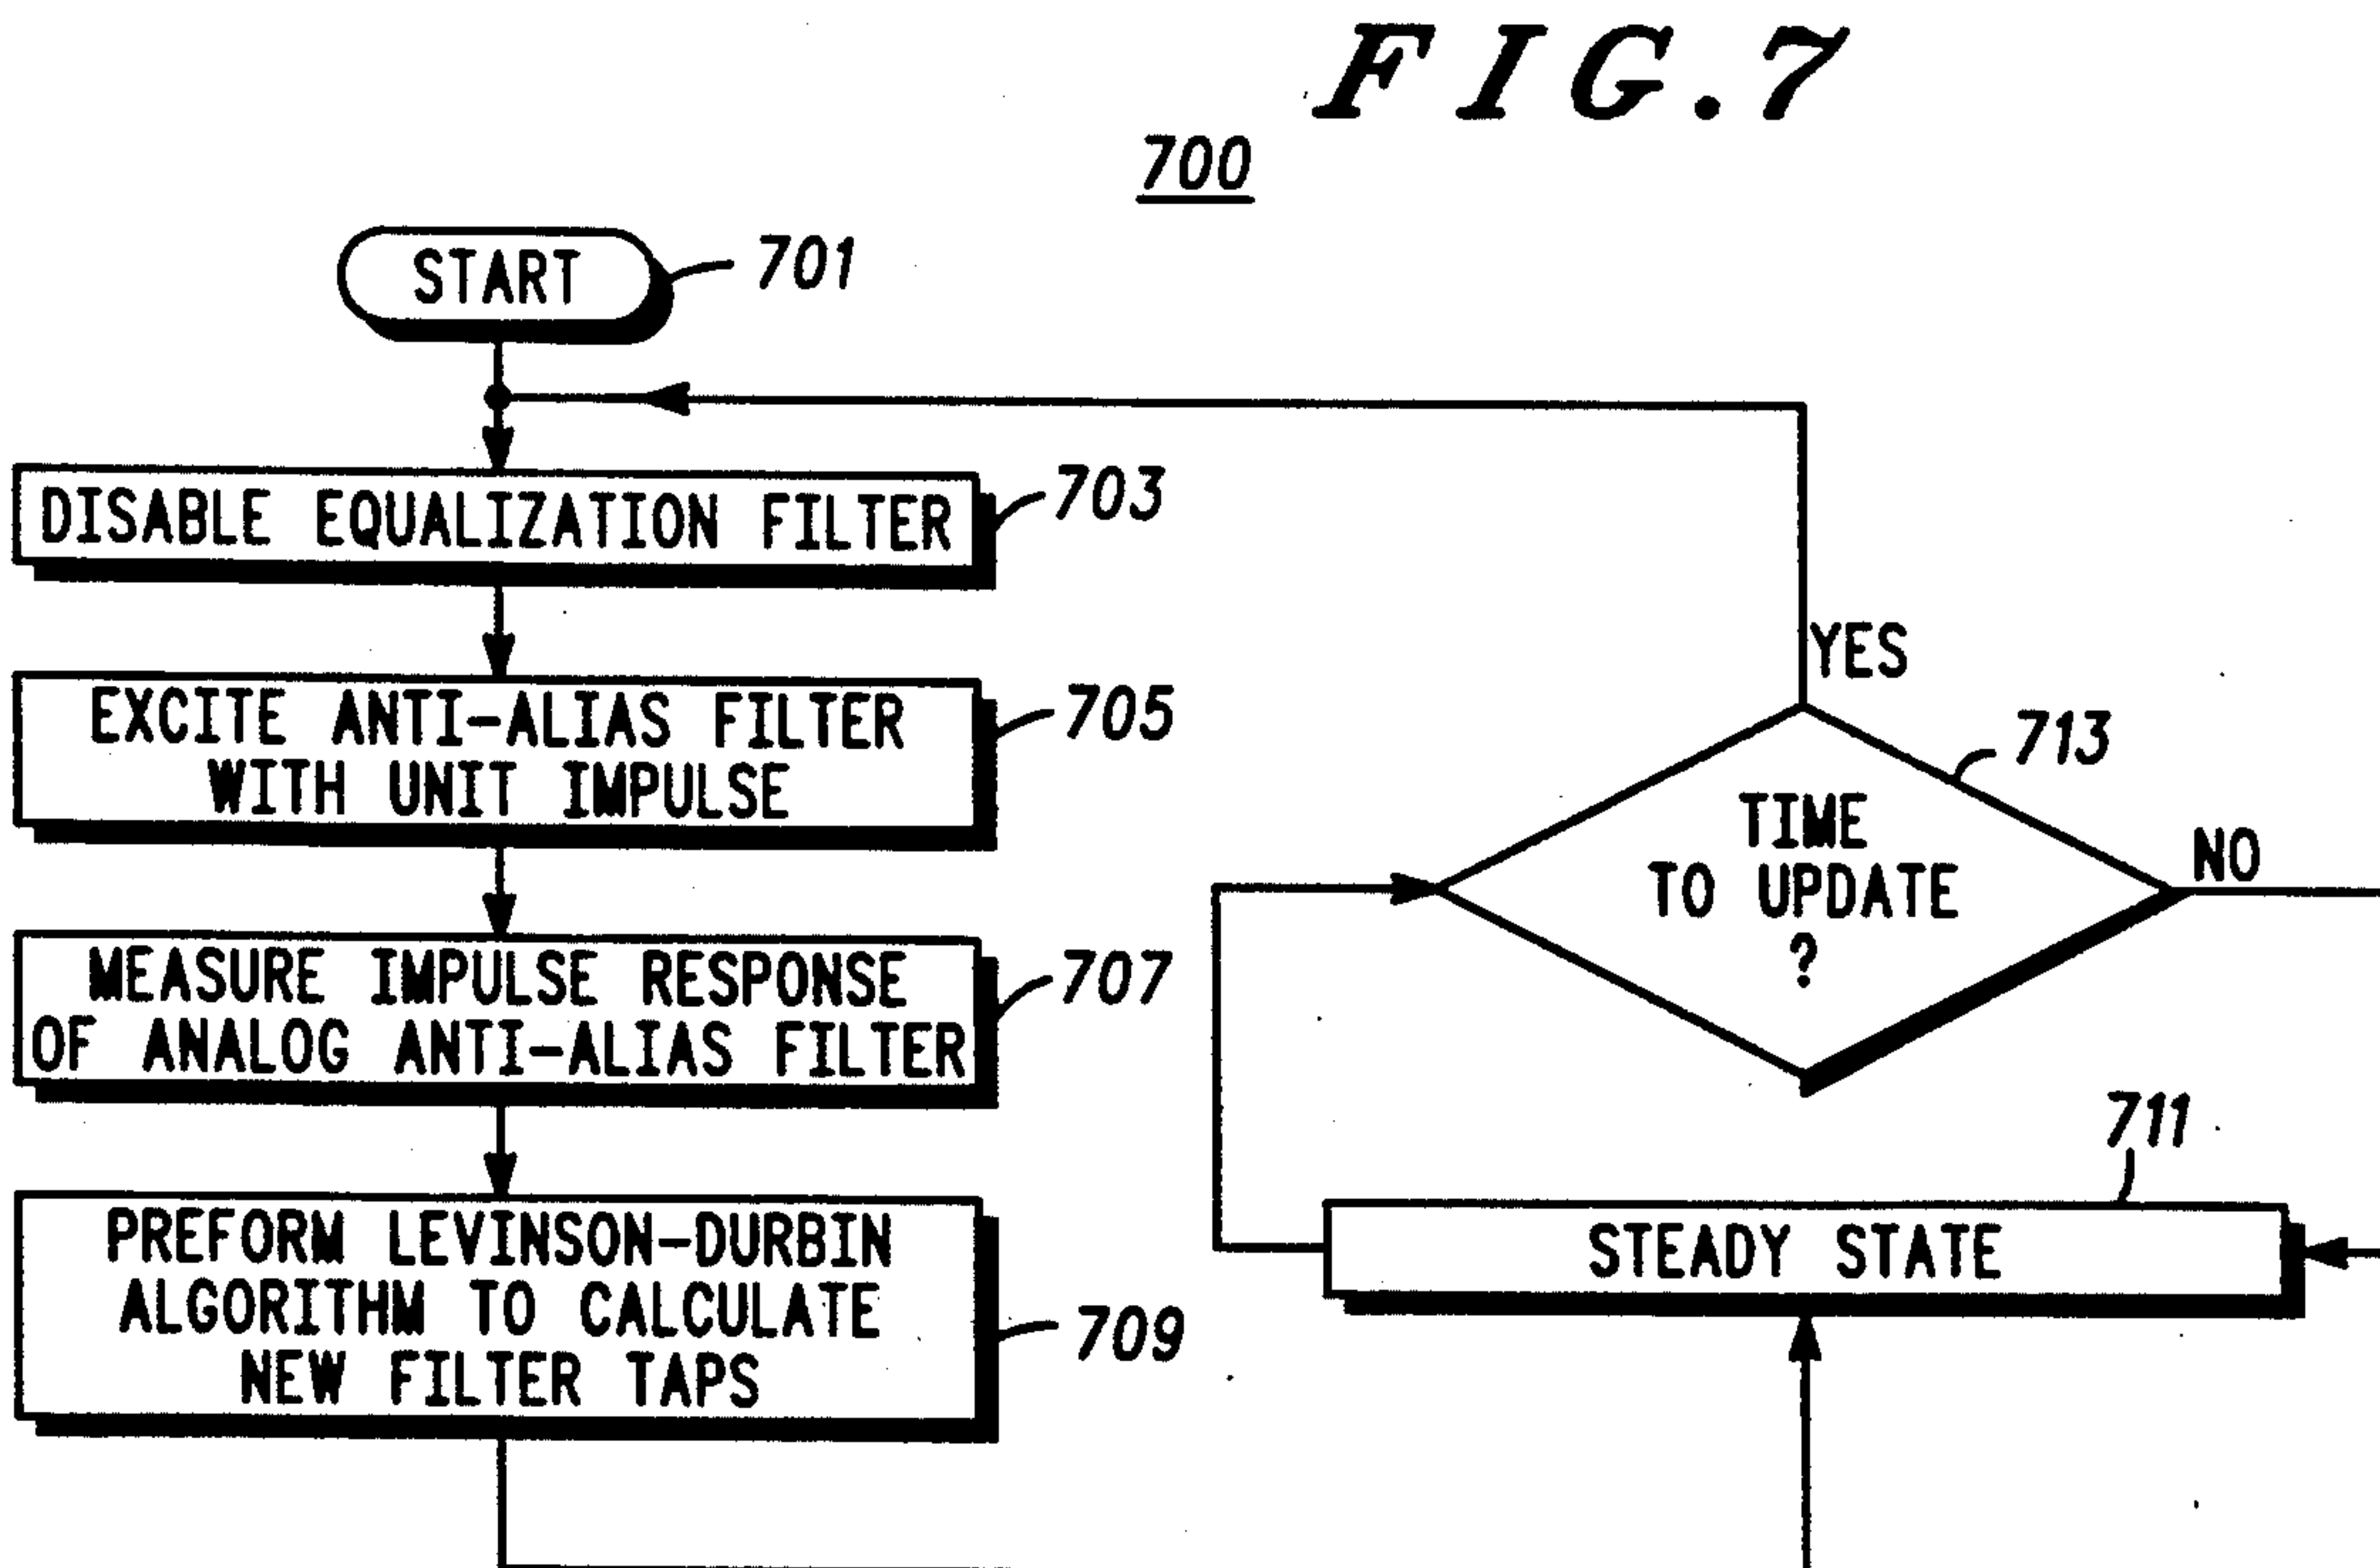 FIG.7
700
START
701
DISABLE EQUALIZATION FILTER
703
EXCITE ANTI-ALIAS FILTER
WITH UNIT IMPULSE
705
MEASURE IMPULSE RESPONSE
OF ANALOG ANTI-ALIAS FILTER
707
PREFORM LEVINSON-DURBIN
ALGORITHM TO CALCULATE
NEW FILTER TAPS
709
YES
713
TIME
TO UPDATE
?
NO
711
STEADY STATE